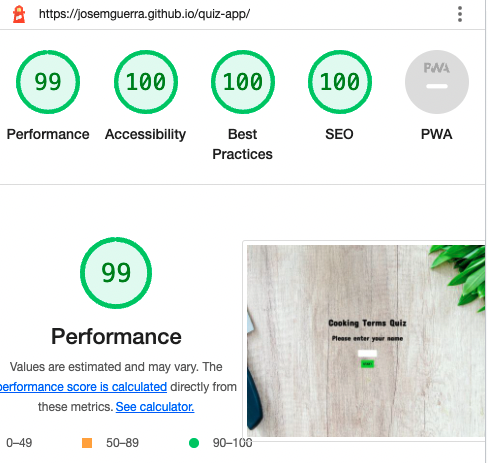 https://josemguerra.github.io/quiz-app/
99 100 100 100 PWA
Performance Accessibility Best Practices SEO PWA
99
Performance
Values are estimated and may vary. The
performance score is calculated directly from
these metrics. See calculator.
0–49 50–89 90–100
Cooking Terms Quiz
Please enter your name